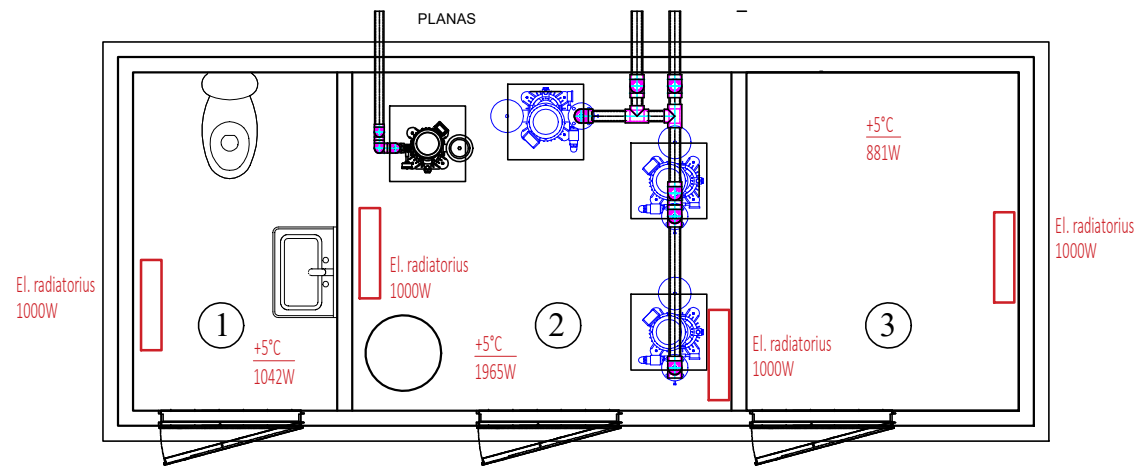 PLANAS
+5°C
881W
El. radiatorius
1000W
El. radiatorius
1000W
El. radiatorius
1000W
1
2
3
+5°C
1042W
+5°C
1965W
El. radiatorius
1000W